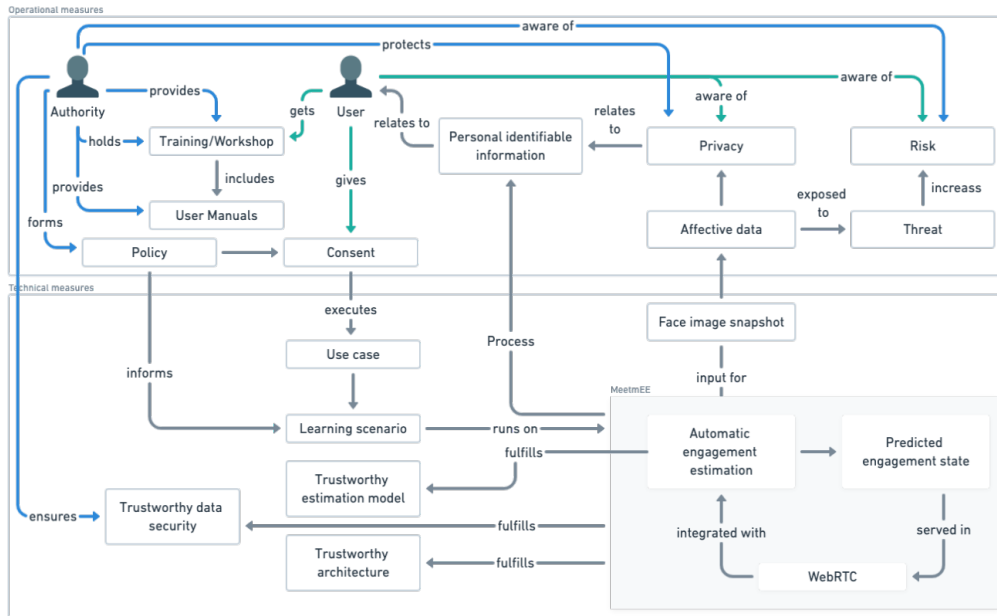 Operational measures
aware of
protects
provides
aware of
Authority
gets
User
relates to
aware of
relates
to
holds
Training/Workshop
Personal identifiable
information
Privacy
Risk
provides
includes
gives
exposed
to
increass
User Manuals
forms
Affective data
Threat
Policy
Consent
Technical measures
executes
Face image snapshot
Process
Use case
informs
input for
MeetmEE
Learning scenario
runs on
Automatic
engagement
estimation
Predicted
engagement state
fulfills
Trustworthy
estimation model
Trustworthy data
security
ensures
fulfills
integrated with
served in
Trustworthy
architecture
fulfills
WebRTC